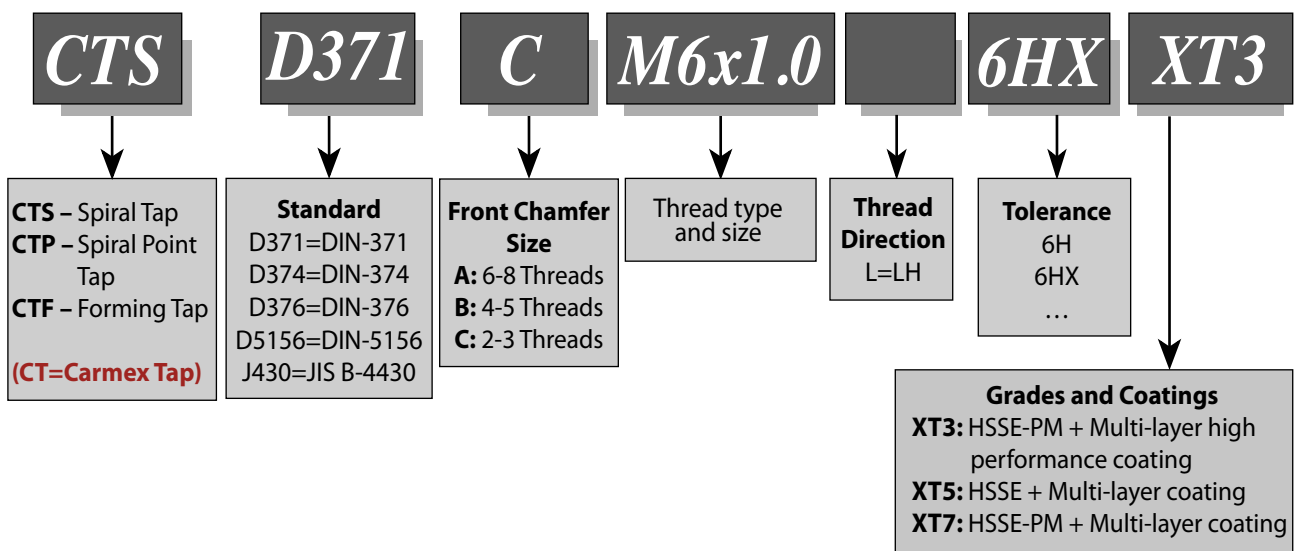 CTS D371 C M6x1.0 6HX XT3
CTS – Spiral Tap
CTP – Spiral Point
Tap
CTF – Forming Tap
(CT=Carmex Tap)
Standard
D371=DIN-371
D374=DIN-374
D376=DIN-376
D5156=DIN-5156
J430=JIS B-4430
Front Chamfer
Size
A: 6-8 Threads
B: 4-5 Threads
C: 2-3 Threads
Thread type
and size
Thread
Direction
L=LH
Tolerance
6H
6HX
…
Grades and Coatings
XT3: HSSE-PM + Multi-layer high
performance coating
XT5: HSSE + Multi-layer coating
XT7: HSSE-PM + Multi-layer coating